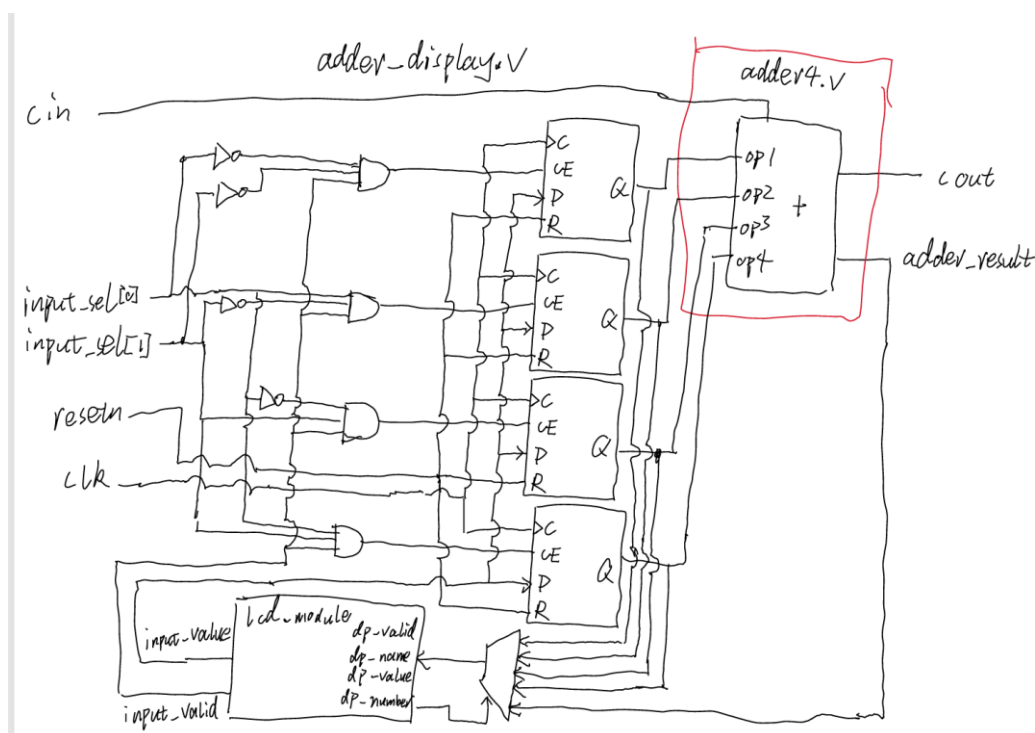 adder_display.v
adder4.v
cin
C
CE
D
R
Q
op1
op2
op3
op4
+
cout
adder_result
input_sel[0]
input_sel[1]
C
CE
D
R
Q
resetn
clk
C
CE
D
R
Q
C
CE
D
R
Q
lcd_module
input_value
input_valid
dp_valid
dp_name
dp_value
dp_number